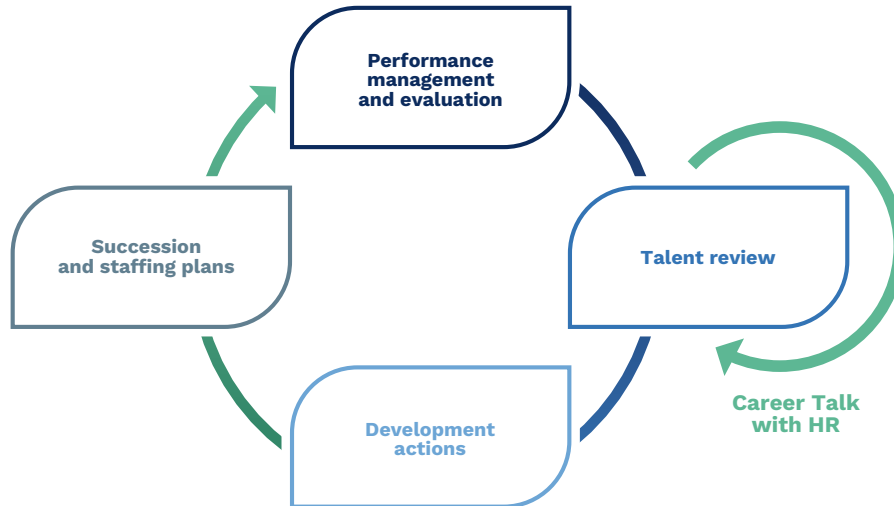 Performance
management
and evaluation
Succession
and staffing plans
Talent review
Development
actions
Career Talk
with HR